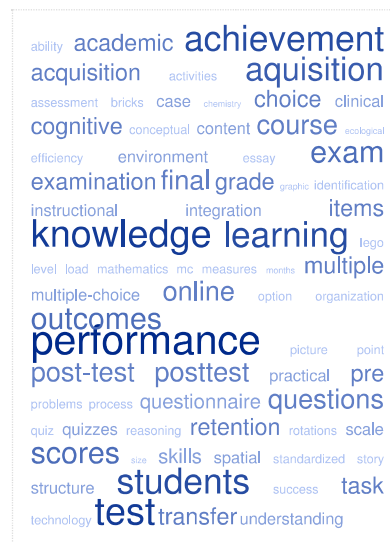 ability academic achievement
acquisition activities aquisition
assessment bricks case chemistry choice clinical
cognitive conceptual content course ecological
efficiency environment essay exam
examination final grade graphic identification
instructional integration items
knowledge learning lego
level load mathematics mc measures months multiple
multiple-choice online option organization
outcomes
performance picture point
post-test posttest practical pre
problems process questionnaire questions
quiz quizzes reasoning retention rotations scale
scores size skills spatial standardized story
structure students success task
technology test transfer understanding